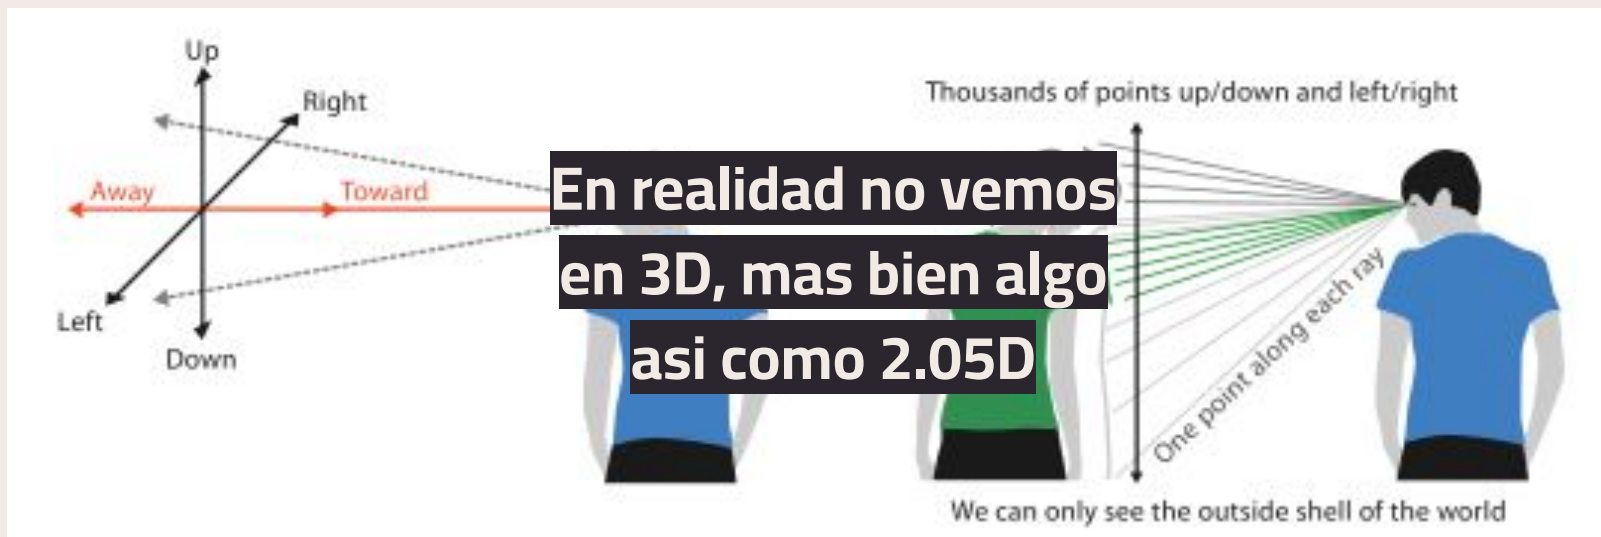 Up
Right
Away
Toward
Left
Down
En realidad no vemos
en 3D, mas bien algo
asi como 2.05D
Thousands of points up/down and left/right
One point along each ray
We can only see the outside shell of the world